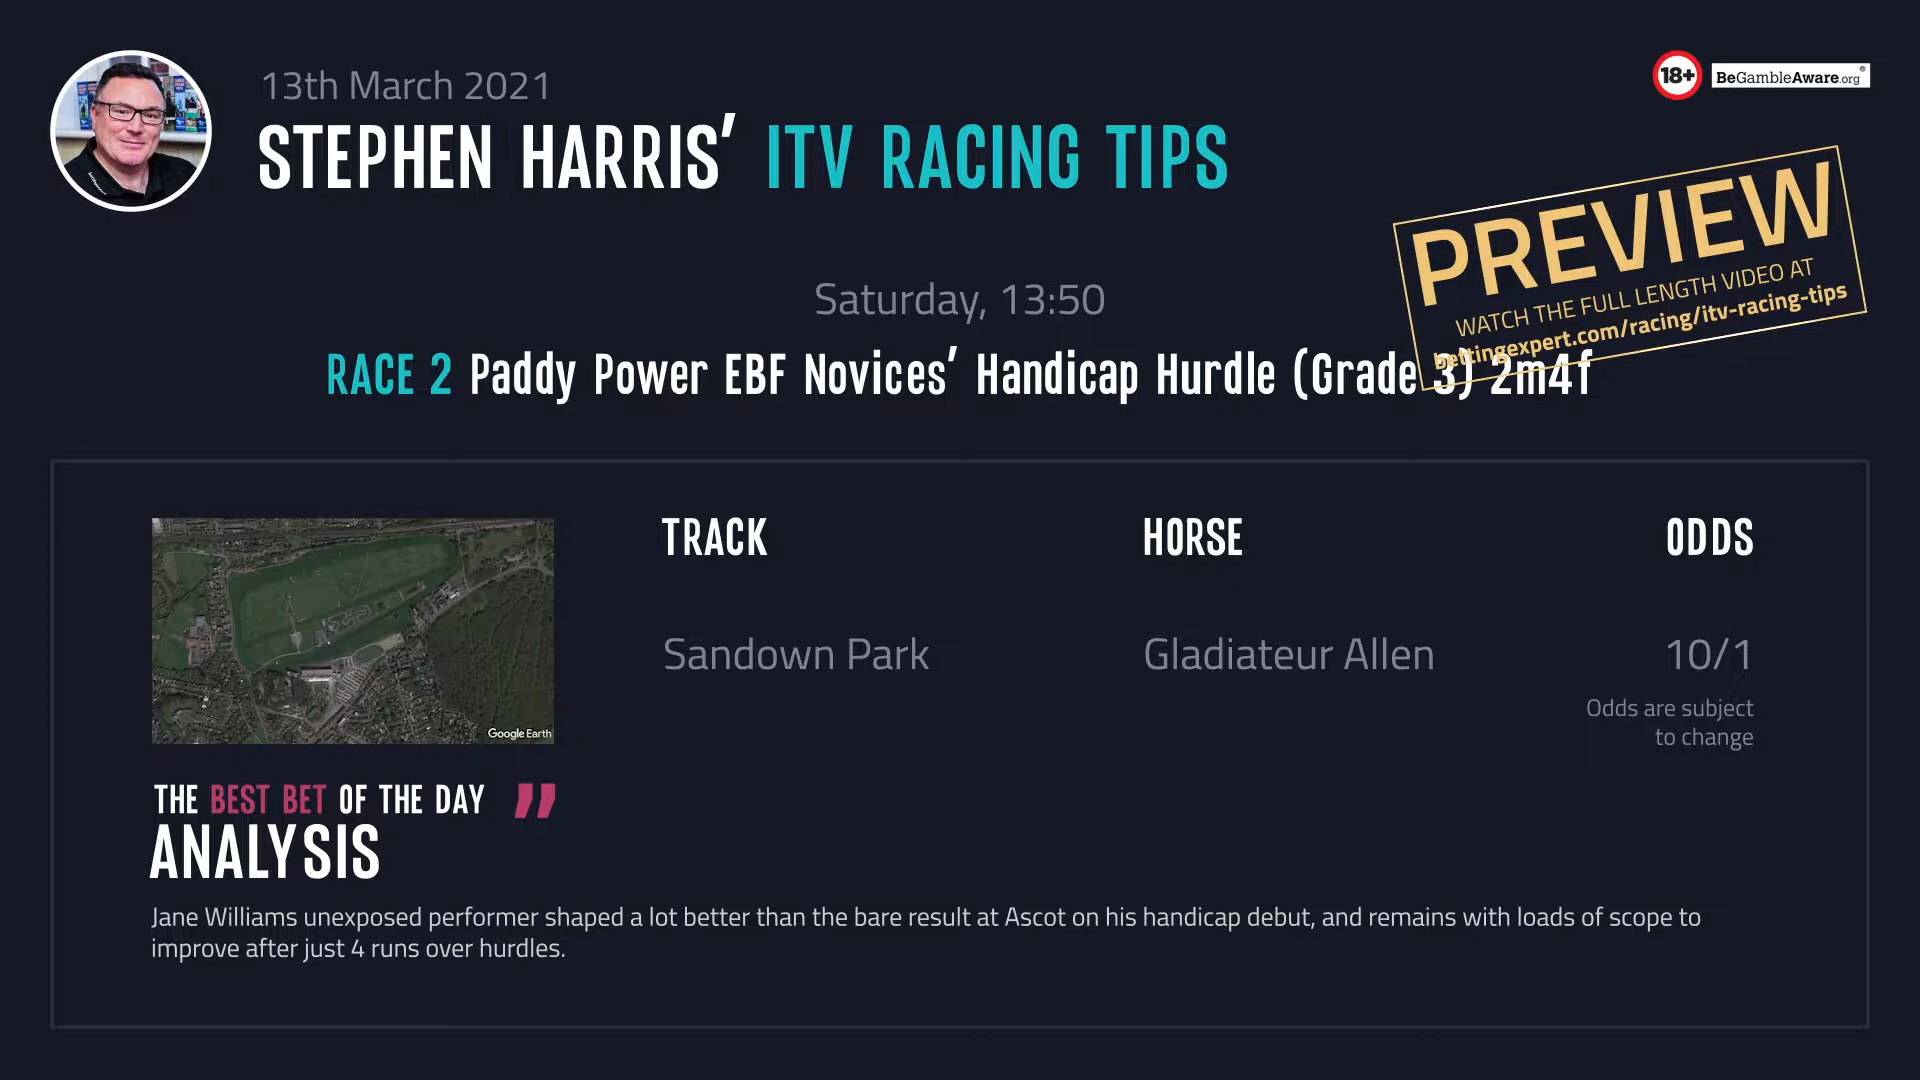 13th March 2021
STEPHEN HARRIS’ ITV RACING TIPS
18+
BeGambleAware.org®
PREVIEW
WATCH THE FULL LENGTH VIDEO AT
bettingexpert.com/racing/itv-racing-tips
Saturday, 13:50
RACE 2 Paddy Power EBF Novices’ Handicap Hurdle (Grade 3) 2m4f
TRACK
HORSE
ODDS
Sandown Park
Gladiateur Allen
10/1
Odds are subject
to change
Google Earth
THE BEST BET OF THE DAY ”
ANALYSIS
Jane Williams unexposed performer shaped a lot better than the bare result at Ascot on his handicap debut, and remains with loads of scope to
improve after just 4 runs over hurdles.